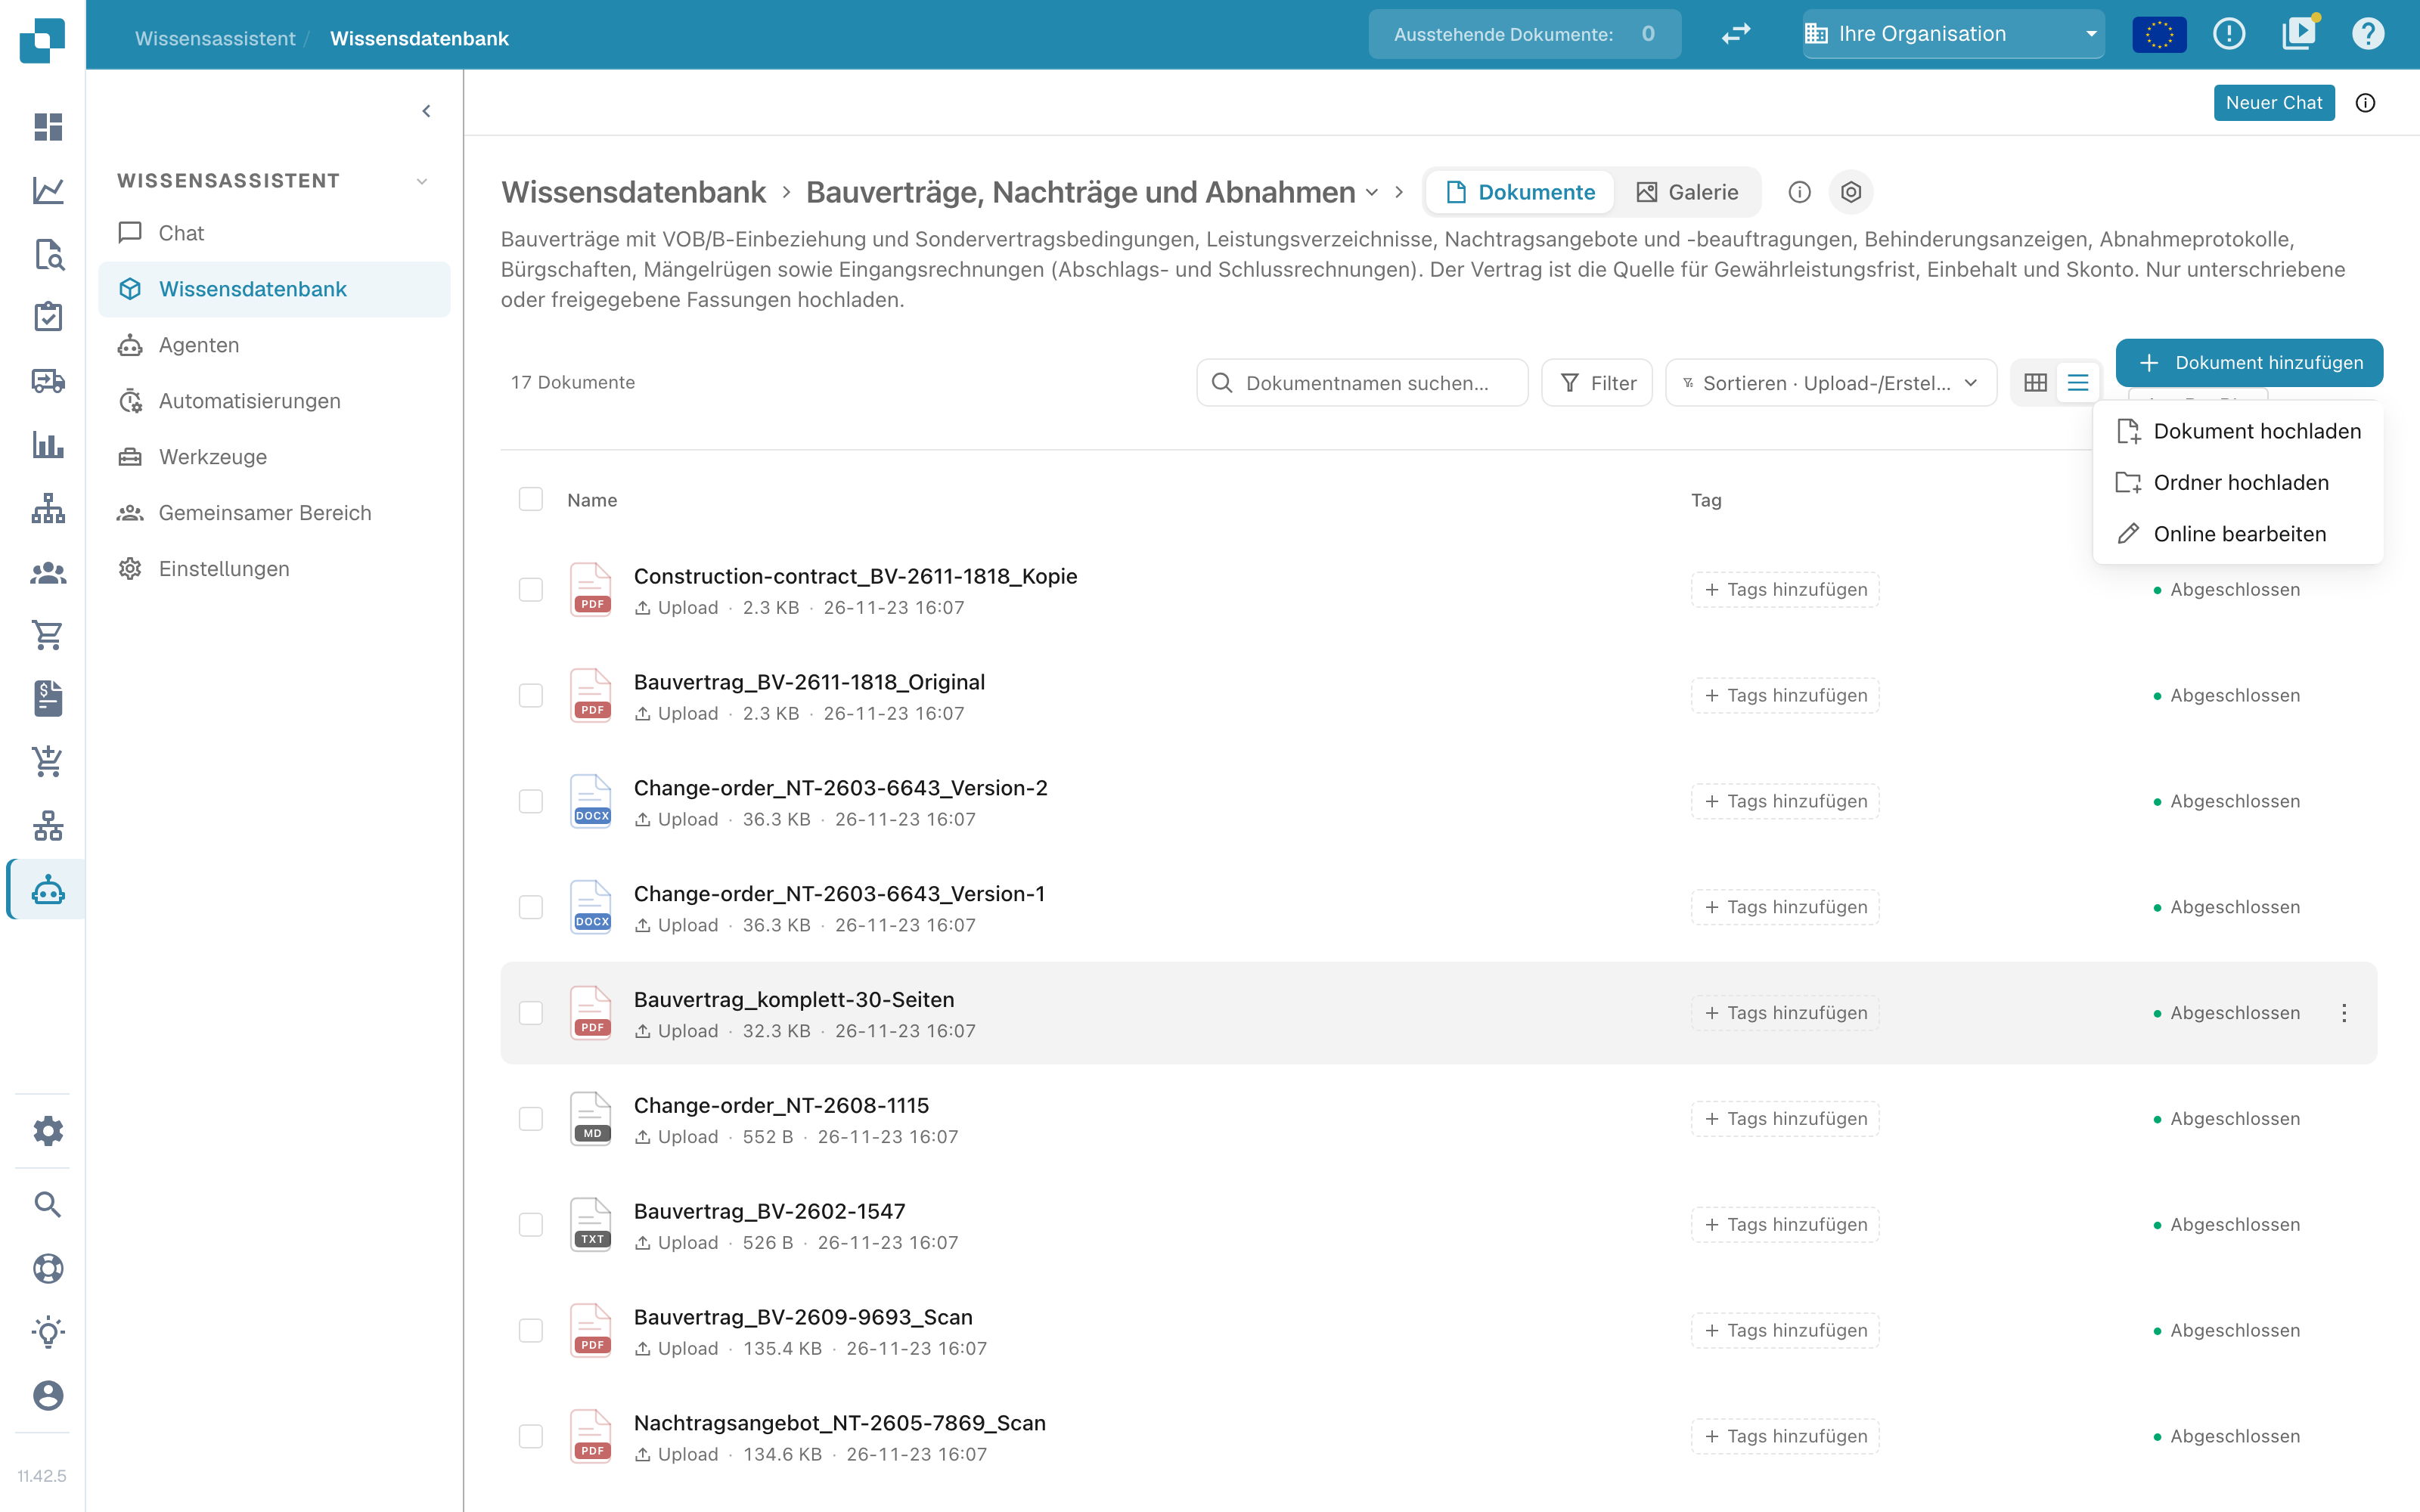 Wissensassistent / Wissensdatenbank
Ausstehende Dokumente: 0
Ihre Organisation
Neuer Chat
WISSENSASSISTENT
Chat
Wissensdatenbank
Agenten
Automatisierungen
Werkzeuge
Gemeinsamer Bereich
Einstellungen
11.42.5
Wissensdatenbank > Bauverträge, Nachträge und Abnahmen
Dokumente
Galerie
Bauverträge mit VOB/B-Einbeziehung und Sondervertragsbedingungen, Leistungsverzeichnisse, Nachtragsangebote und -beauftragungen, Behinderungsanzeigen, Abnahmeprotokolle,
Bürgschaften, Mängelrügen sowie Eingangsrechnungen (Abschlags- und Schlussrechnungen). Der Vertrag ist die Quelle für Gewährleistungsfrist, Einbehalt und Skonto. Nur unterschriebene
oder freigegebene Fassungen hochladen.
17 Dokumente
Dokumentnamen suchen...
Filter
Sortieren · Upload-/Erstel...
Dokument hinzufügen
Dokument hochladen
Ordner hochladen
Online bearbeiten
Name
Tag
PDF
Construction-contract_BV-2611-1818_Kopie
Upload · 2.3 KB · 26-11-23 16:07
+ Tags hinzufügen
Abgeschlossen
PDF
Bauvertrag_BV-2611-1818_Original
Upload · 2.3 KB · 26-11-23 16:07
+ Tags hinzufügen
Abgeschlossen
DOCX
Change-order_NT-2603-6643_Version-2
Upload · 36.3 KB · 26-11-23 16:07
+ Tags hinzufügen
Abgeschlossen
DOCX
Change-order_NT-2603-6643_Version-1
Upload · 36.3 KB · 26-11-23 16:07
+ Tags hinzufügen
Abgeschlossen
PDF
Bauvertrag_komplett-30-Seiten
Upload · 32.3 KB · 26-11-23 16:07
+ Tags hinzufügen
Abgeschlossen
MD
Change-order_NT-2608-1115
Upload · 552 B · 26-11-23 16:07
+ Tags hinzufügen
Abgeschlossen
TXT
Bauvertrag_BV-2602-1547
Upload · 526 B · 26-11-23 16:07
+ Tags hinzufügen
Abgeschlossen
PDF
Bauvertrag_BV-2609-9693_Scan
Upload · 135.4 KB · 26-11-23 16:07
+ Tags hinzufügen
Abgeschlossen
PDF
Nachtragsangebot_NT-2605-7869_Scan
Upload · 134.6 KB · 26-11-23 16:07
+ Tags hinzufügen
Abgeschlossen